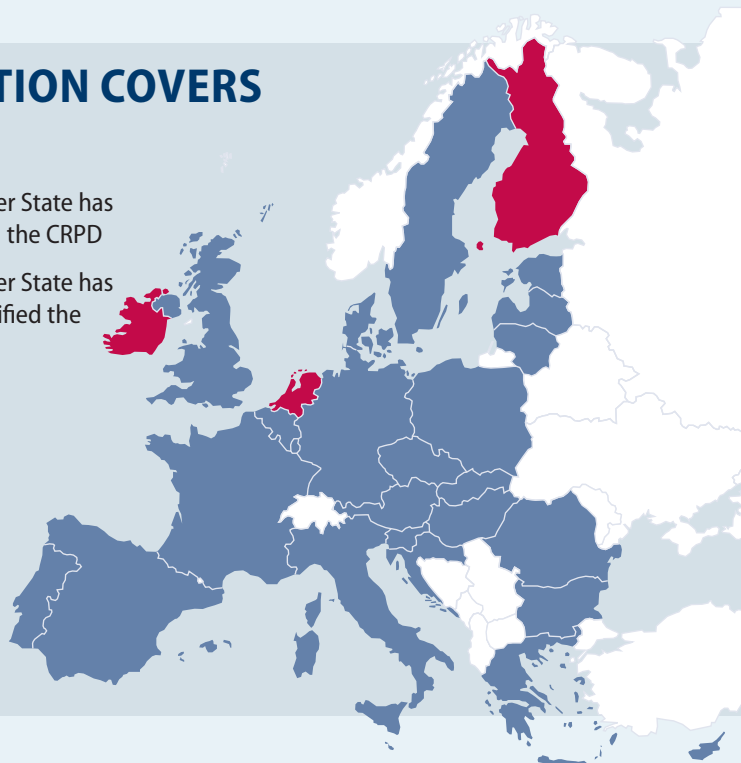 TION COVERS
er State has
the CRPD
er State has
ified the